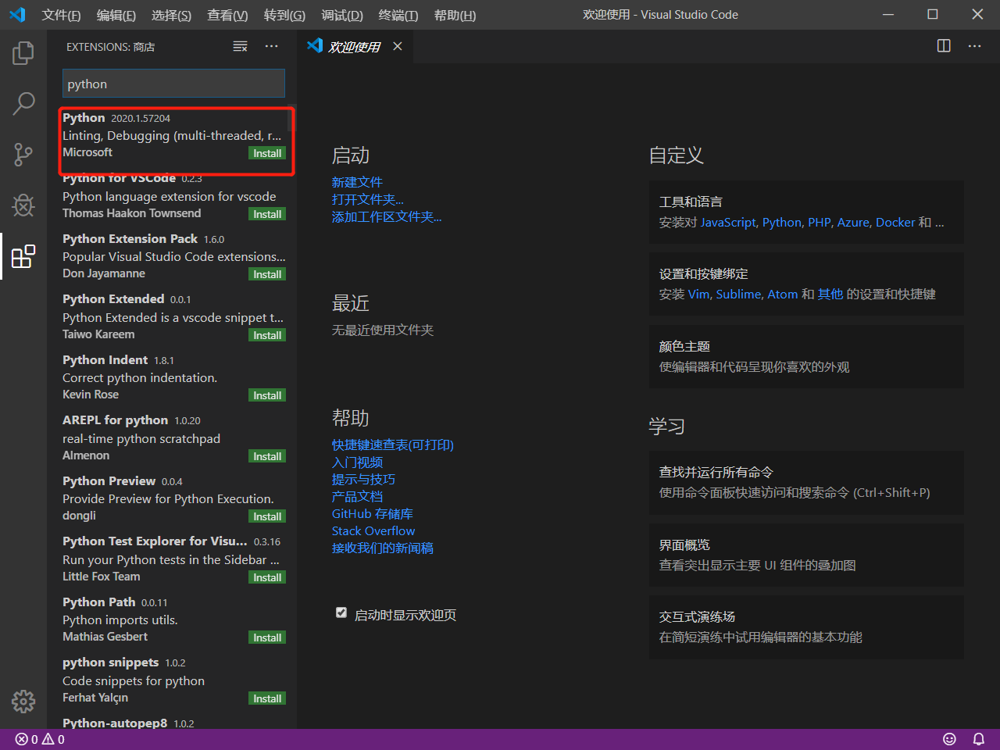 文件(F) 编辑(E) 选择(S) 查看(V) 转到(G) 调试(D) 终端(T) 帮助(H) 欢迎使用 - Visual Studio Code
EXTENSIONS: 商店
python
Python 2020.1.57204
Linting, Debugging (multi-threaded, r...
Microsoft Install
Python for VSCode 0.2.3
Python language extension for vscode
Thomas Haakon Townsend Install
Python Extension Pack 1.6.0
Popular Visual Studio Code extensions...
Don Jayamanne Install
Python Extended 0.0.1
Python Extended is a vscode snippet t...
Taiwo Kareem Install
Python Indent 1.8.1
Correct python indentation.
Kevin Rose Install
AREPL for python 1.0.20
real-time python scratchpad
Almenon Install
Python Preview 0.0.4
Provide Preview for Python Execution.
dongli Install
Python Test Explorer for Visu... 0.3.16
Run your Python tests in the Sidebar ...
Little Fox Team Install
Python Path 0.0.11
Python imports utils.
Mathias Gesbert Install
python snippets 1.0.2
Code snippets for python
Ferhat Yalçın Install
Python-autopep8 1.0.2
欢迎使用
启动
新建文件
打开文件夹...
添加工作区文件夹...
最近
无最近使用文件夹
帮助
快捷键速查表(可打印)
入门视频
提示与技巧
产品文档
GitHub 存储库
Stack Overflow
接收我们的新闻稿
启动时显示欢迎页
自定义
工具和语言
安装对 JavaScript, Python, PHP, Azure, Docker 和 ...
设置和按键绑定
安装 Vim, Sublime, Atom 和 其他 的设置和快捷键
颜色主题
使编辑器和代码呈现你喜欢的外观
学习
查找并运行所有命令
使用命令面板快速访问和搜索命令 (Ctrl+Shift+P)
界面概览
查看突出显示主要 UI 组件的叠加图
交互式演练场
在简短演练中试用编辑器的基本功能
0 0